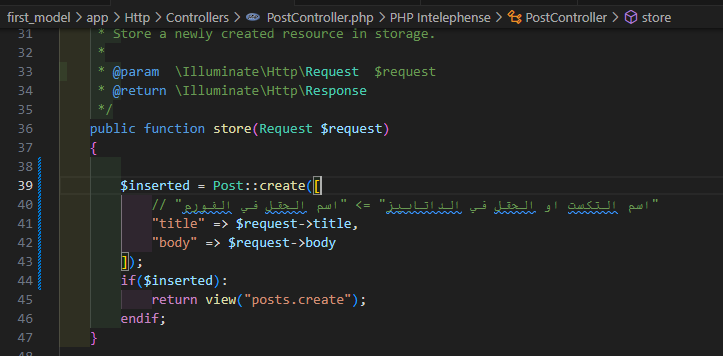 first_model > app > Http > Controllers > PostController.php > PHP Intelephense > PostController > store
31 * Store a newly created resource in storage.
32 *
33 * @param \Illuminate\Http\Request $request
34 * @return \Illuminate\Http\Response
35 */
36 public function store(Request $request)
37 {
38
39 $inserted = Post::create([
40 // "اسم التكست او الحقل في الداتابيز" => "اسم الحقل في الفورم"
41 "title" => $request->title,
42 "body" => $request->body
43 ]);
44 if($inserted):
45 return view("posts.create");
46 endif;
47 }
48